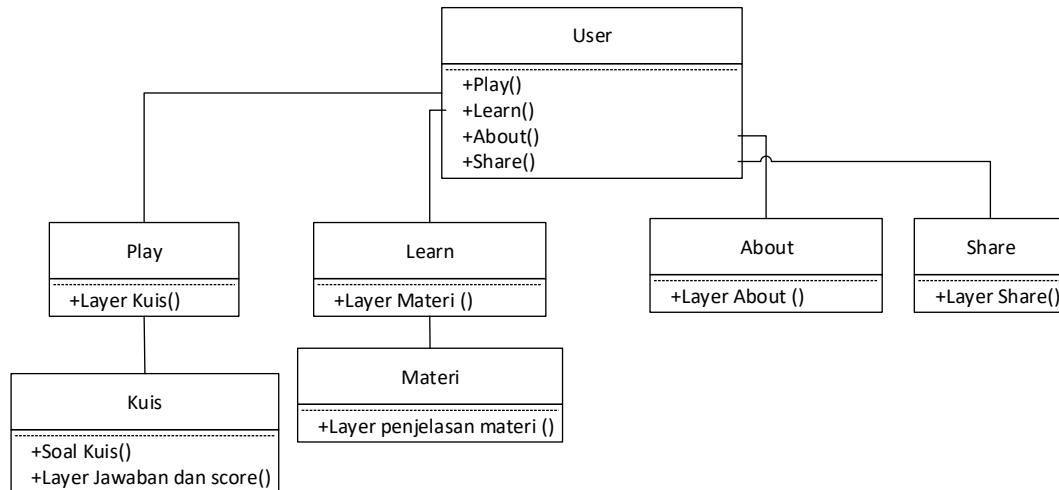 User
+Play()
+Learn()
+About()
+Share()
Play
+Layer Kuis()
Learn
+Layer Materi ()
About
+Layer About ()
Share
+Layer Share()
Kuis
+Soal Kuis()
+Layer Jawaban dan score()
Materi
+Layer penjelasan materi ()